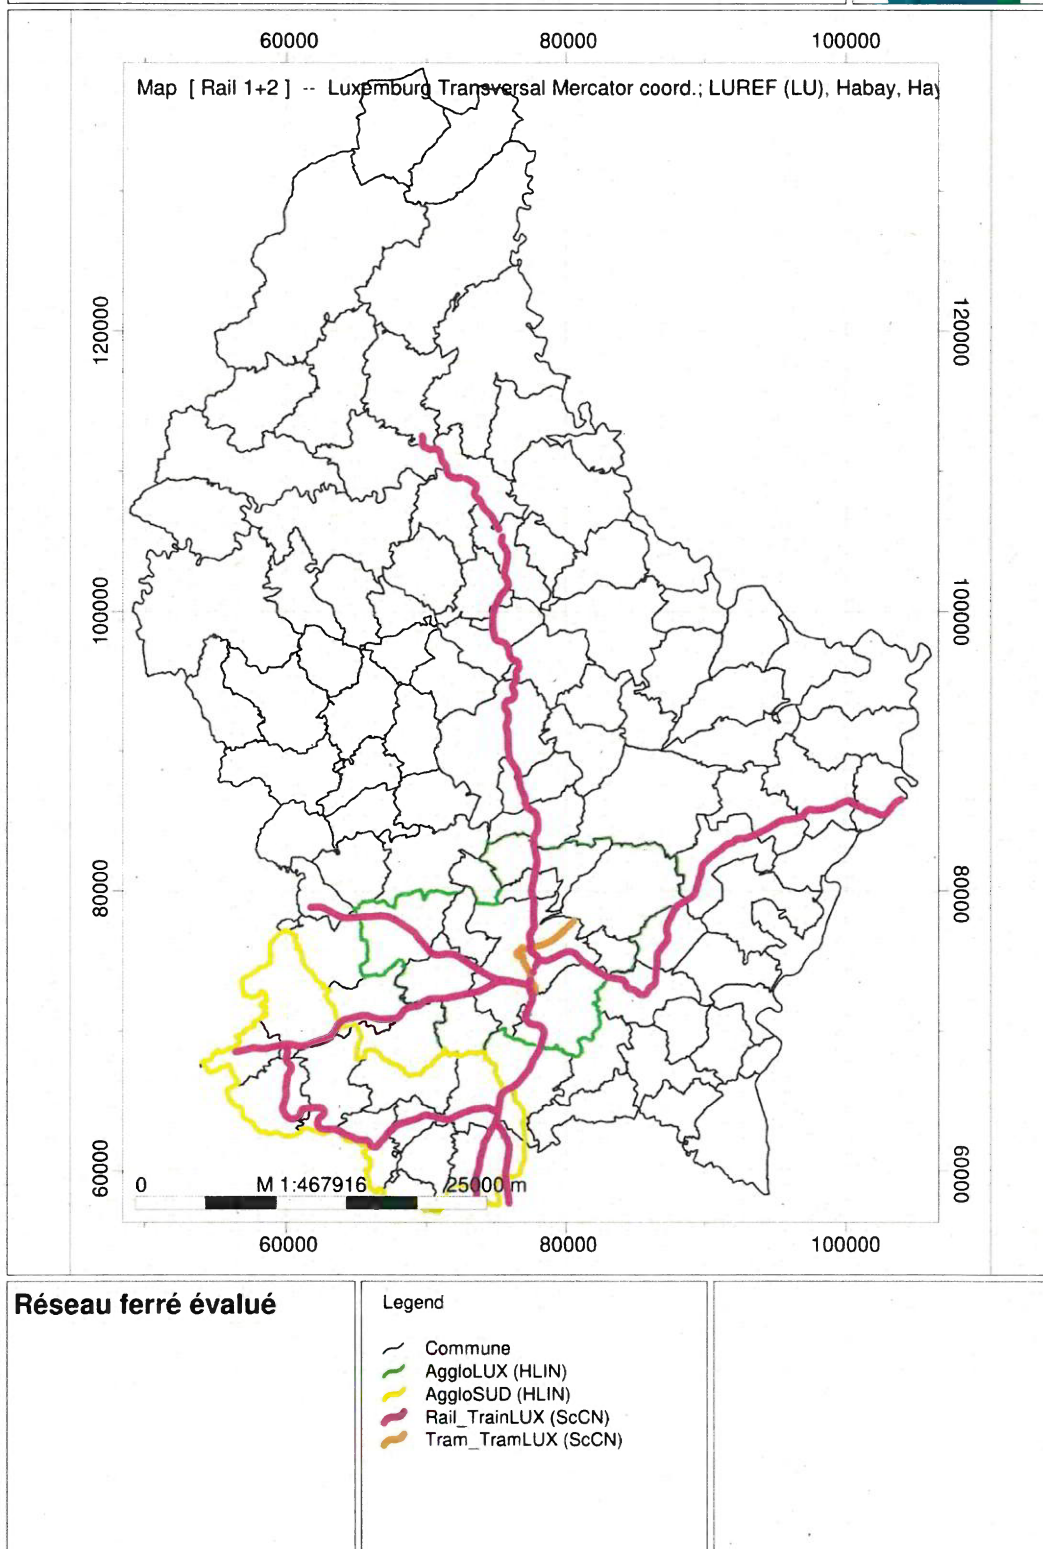 60000 80000 100000
Map [ Rail 1+2 ] -- Luxemburg Transversal Mercator coord.; LUREF (LU), Habay, Hay
120000 120000
100000 100000
80000 80000
60000 60000
0 M 1:467916 25000 m
60000 80000 100000
Réseau ferré évalué
Legend
Commune
AggloLUX (HLIN)
AggloSUD (HLIN)
Rail_TrainLUX (ScCN)
Tram_TramLUX (ScCN)